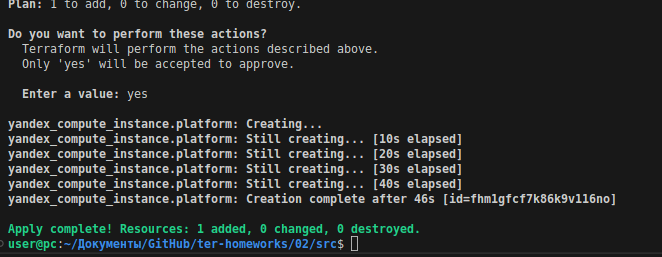 Plan: 1 to add, 0 to change, 0 to destroy.
Do you want to perform these actions?
Terraform will perform the actions described above.
Only 'yes' will be accepted to approve.
Enter a value: yes
yandex_compute_instance.platform: Creating...
yandex_compute_instance.platform: Still creating... [10s elapsed]
yandex_compute_instance.platform: Still creating... [20s elapsed]
yandex_compute_instance.platform: Still creating... [30s elapsed]
yandex_compute_instance.platform: Still creating... [40s elapsed]
yandex_compute_instance.platform: Creation complete after 46s [id=fhm1gfcf7k86k9v116no]
Apply complete! Resources: 1 added, 0 changed, 0 destroyed.
user@pc:~/Документы/GitHub/ter-homeworks/02/src$